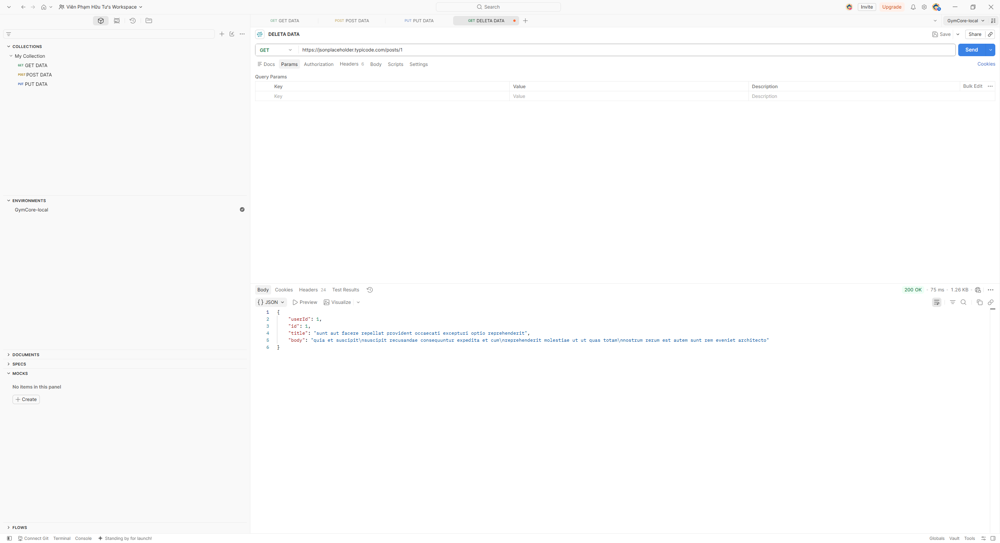 Viên Phạm Hữu Tư's Workspace
Search
Invite
Upgrade
GET GET DATA
POST POST DATA
PUT PUT DATA
GET DELETA DATA
GymCore-local
HTTP DELETA DATA
Save
Share
COLLECTIONS
My Collection
GET GET DATA
POST POST DATA
PUT PUT DATA
ENVIRONMENTS
GymCore-local
DOCUMENTS
SPECS
MOCKS
No items in this panel
Create
FLOWS
GET https://jsonplaceholder.typicode.com/posts/1
Send
Docs Params Authorization Headers 6 Body Scripts Settings
Cookies
Query Params
Key Value Description Bulk Edit
Key Value Description
Body Cookies Headers 24 Test Results
200 OK 75 ms 1.26 KB
{} JSON Preview Visualize
1 {
2 "userId": 1,
3 "id": 1,
4 "title": "sunt aut facere repellat provident occaecati excepturi optio reprehenderit",
5 "body": "quia et suscipit\nsuscipit recusandae consequuntur expedita et cum\nreprehenderit molestiae ut ut quas totam\nnostrum rerum est autem sunt rem eveniet architecto"
6 }
Connect Git Terminal Console Standing by for launch!
Globals Vault Tools